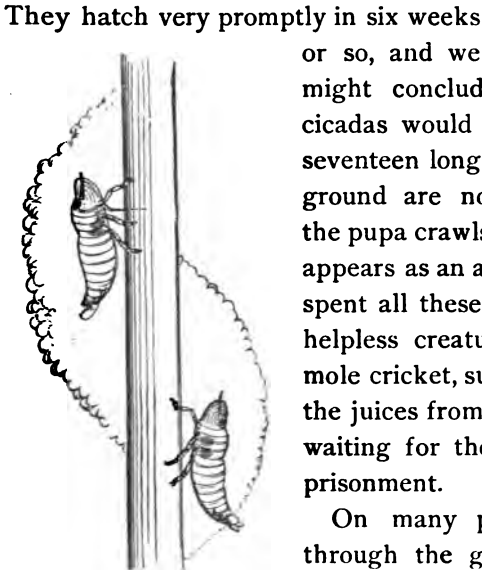 They hatch very promptly in six weeks
or so, and we
might conclud
cicadas would
seventeen long
ground are no
the pupa crawls
appears as an a
spent all these
helpless creatu
mole cricket, su
the juices from
waiting for the
prisonment.
On many p
through the g